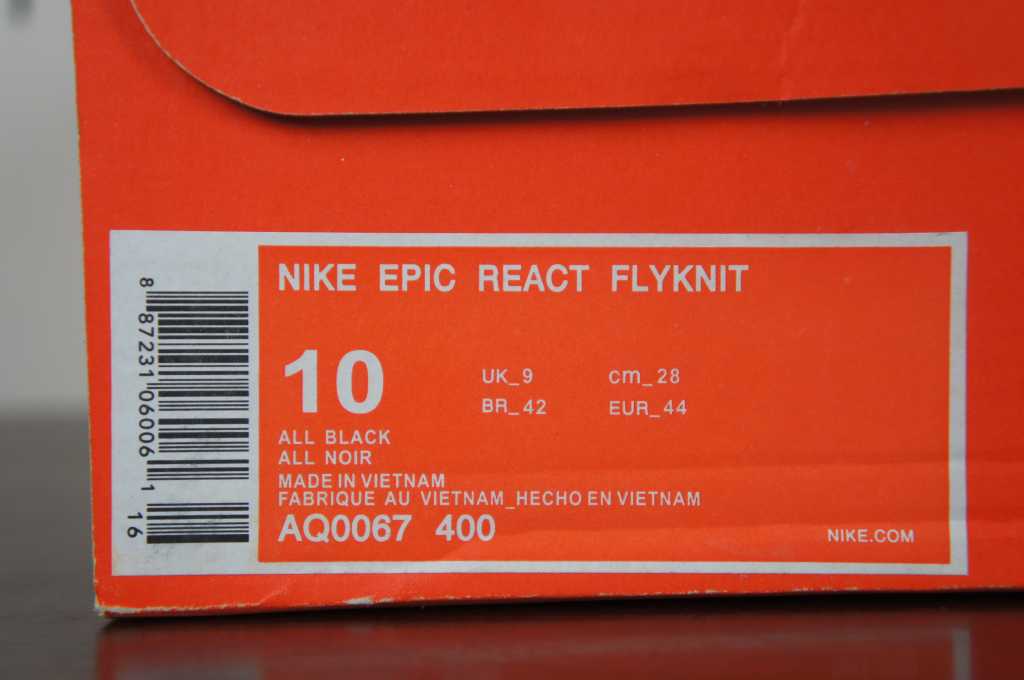 NIKE EPIC REACT FLYKNIT
10
UK_9 cm_28
BR_42 EUR_44
ALL BLACK
ALL NOIR
MADE IN VIETNAM
FABRIQUE AU VIETNAM_HECHO EN VIETNAM
AQ0067 400
NIKE.COM
8 87231 06006 1
16